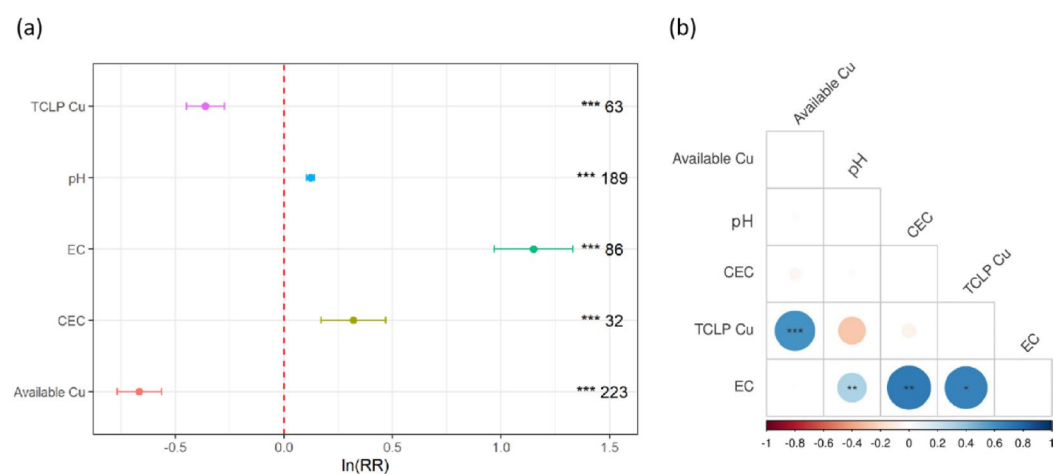 (a)
TCLP Cu
*** 63
pH
*** 189
EC
*** 86
CEC
*** 32
Available Cu
*** 223
-0.5 0.0 0.5 1.0 1.5
ln(RR)
(b)
Available Cu
pH
CEC
TCLP Cu
EC
Available Cu
pH
CEC
TCLP Cu
***
EC
** ** *
-1 -0.8 -0.6 -0.4 -0.2 0 0.2 0.4 0.6 0.8 1